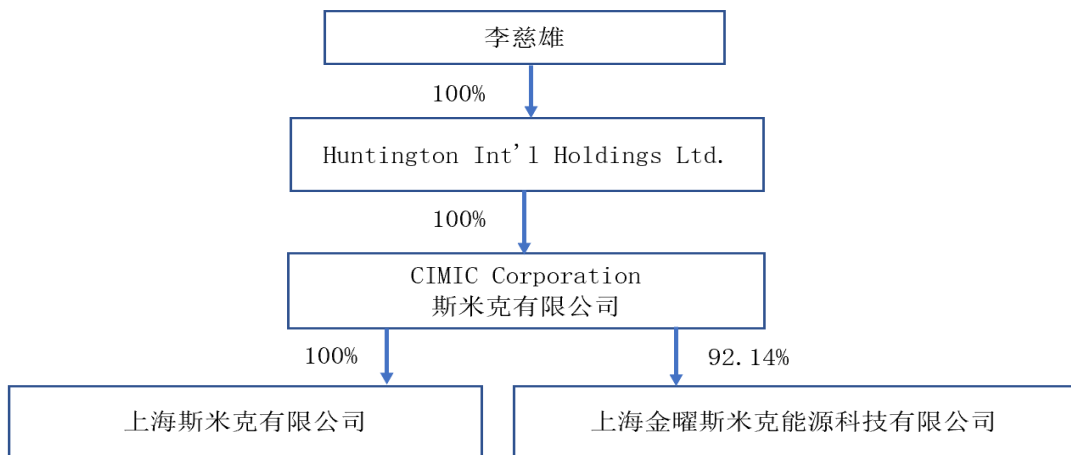 李慈雄
100%
Huntington Int'l Holdings Ltd.
100%
CIMIC Corporation
斯米克有限公司
100%
92.14%
上海斯米克有限公司
上海金曜斯米克能源科技有限公司